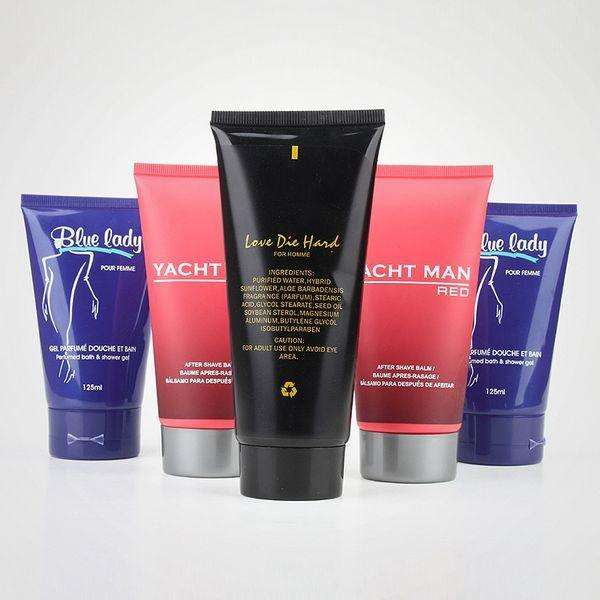 Blue lady
POUR FEMME
GEL PARFUMÉ DOUCHE ET BAIN
Perfumed bath & shower gel
125ml
YACHT
AFTER SHAVE BALM
BAUME APRES-RASAGE /
BÁLSAMO PARA DESPUÉS DE
Love Die Hard
FOR HOMME
INGREDIENTS:
PURIFIED WATER,HYBRID
SUNFLOWER,ALOE BARBADENSIS
FRAGRANCE (PARFUM),STEARIC
ACID,GLYCOL STEARATE,SEED OIL
SOYBEAN STEROL,MAGNESIUM
ALUMINUM,BUTYLENE GLYCOL
ISOBUTYLPARABEN
CAUTION:
FOR ADULT USE ONLY AVOID EYE
AREA.
ACHT MAN
RED
AFTER SHAVE BALM /
BAUME APRES-RASAGE /
BÁLSAMO PARA DESPUÉS DE AFEITAR
lue lady
POUR FEMME
RFUMÉ DOUCHE ET BAIN
med bath & shower gel
125ml